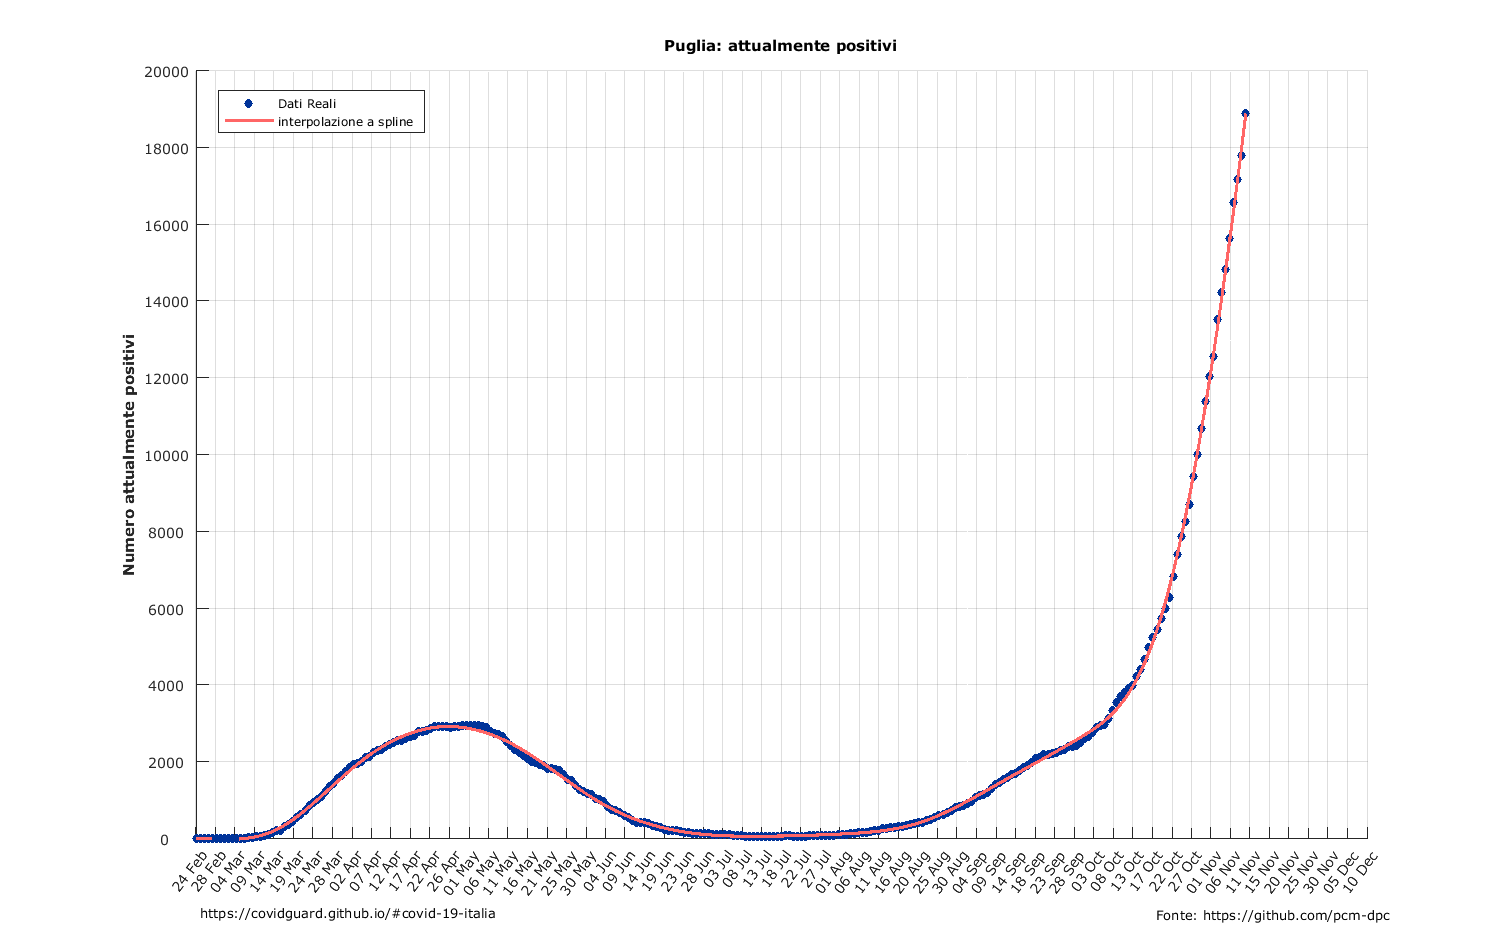 Puglia: attualmente positivi
20000
18000
16000
14000
12000
10000
8000
6000
4000
2000
0
Dati Reali
interpolazione a spline
Numero attualmente positivi
24 Feb
28 Feb
04 Mar
09 Mar
14 Mar
19 Mar
24 Mar
28 Mar
02 Apr
07 Apr
12 Apr
17 Apr
22 Apr
26 Apr
01 May
06 May
11 May
16 May
21 May
25 May
30 May
04 Jun
09 Jun
14 Jun
19 Jun
23 Jun
28 Jun
03 Jul
08 Jul
13 Jul
18 Jul
22 Jul
27 Jul
01 Aug
06 Aug
11 Aug
16 Aug
20 Aug
25 Aug
30 Aug
04 Sep
09 Sep
14 Sep
18 Sep
23 Sep
28 Sep
03 Oct
08 Oct
13 Oct
17 Oct
22 Oct
27 Oct
01 Nov
06 Nov
11 Nov
15 Nov
20 Nov
25 Nov
30 Nov
05 Dec
10 Dec
https://covidguard.github.io/#covid-19-italia
Fonte: https://github.com/pcm-dpc